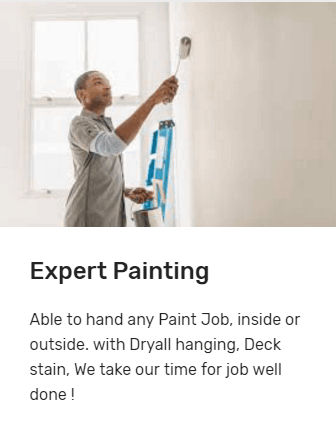 Expert Painting
Able to hand any Paint Job, inside or
outside. with Dryall hanging, Deck
stain, We take our time for job well
done !